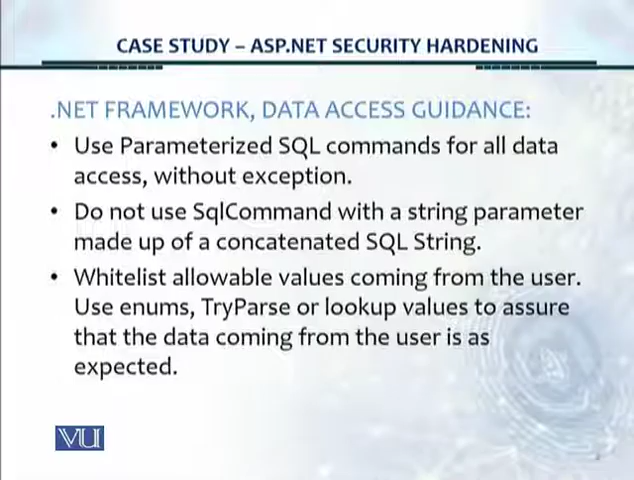 CASE STUDY – ASP.NET SECURITY HARDENING
.NET FRAMEWORK, DATA ACCESS GUIDANCE:
• Use Parameterized SQL commands for all data
access, without exception.
• Do not use SqlCommand with a string parameter
made up of a concatenated SQL String.
• Whitelist allowable values coming from the user.
Use enums, TryParse or lookup values to assure
that the data coming from the user is as
expected.
VU